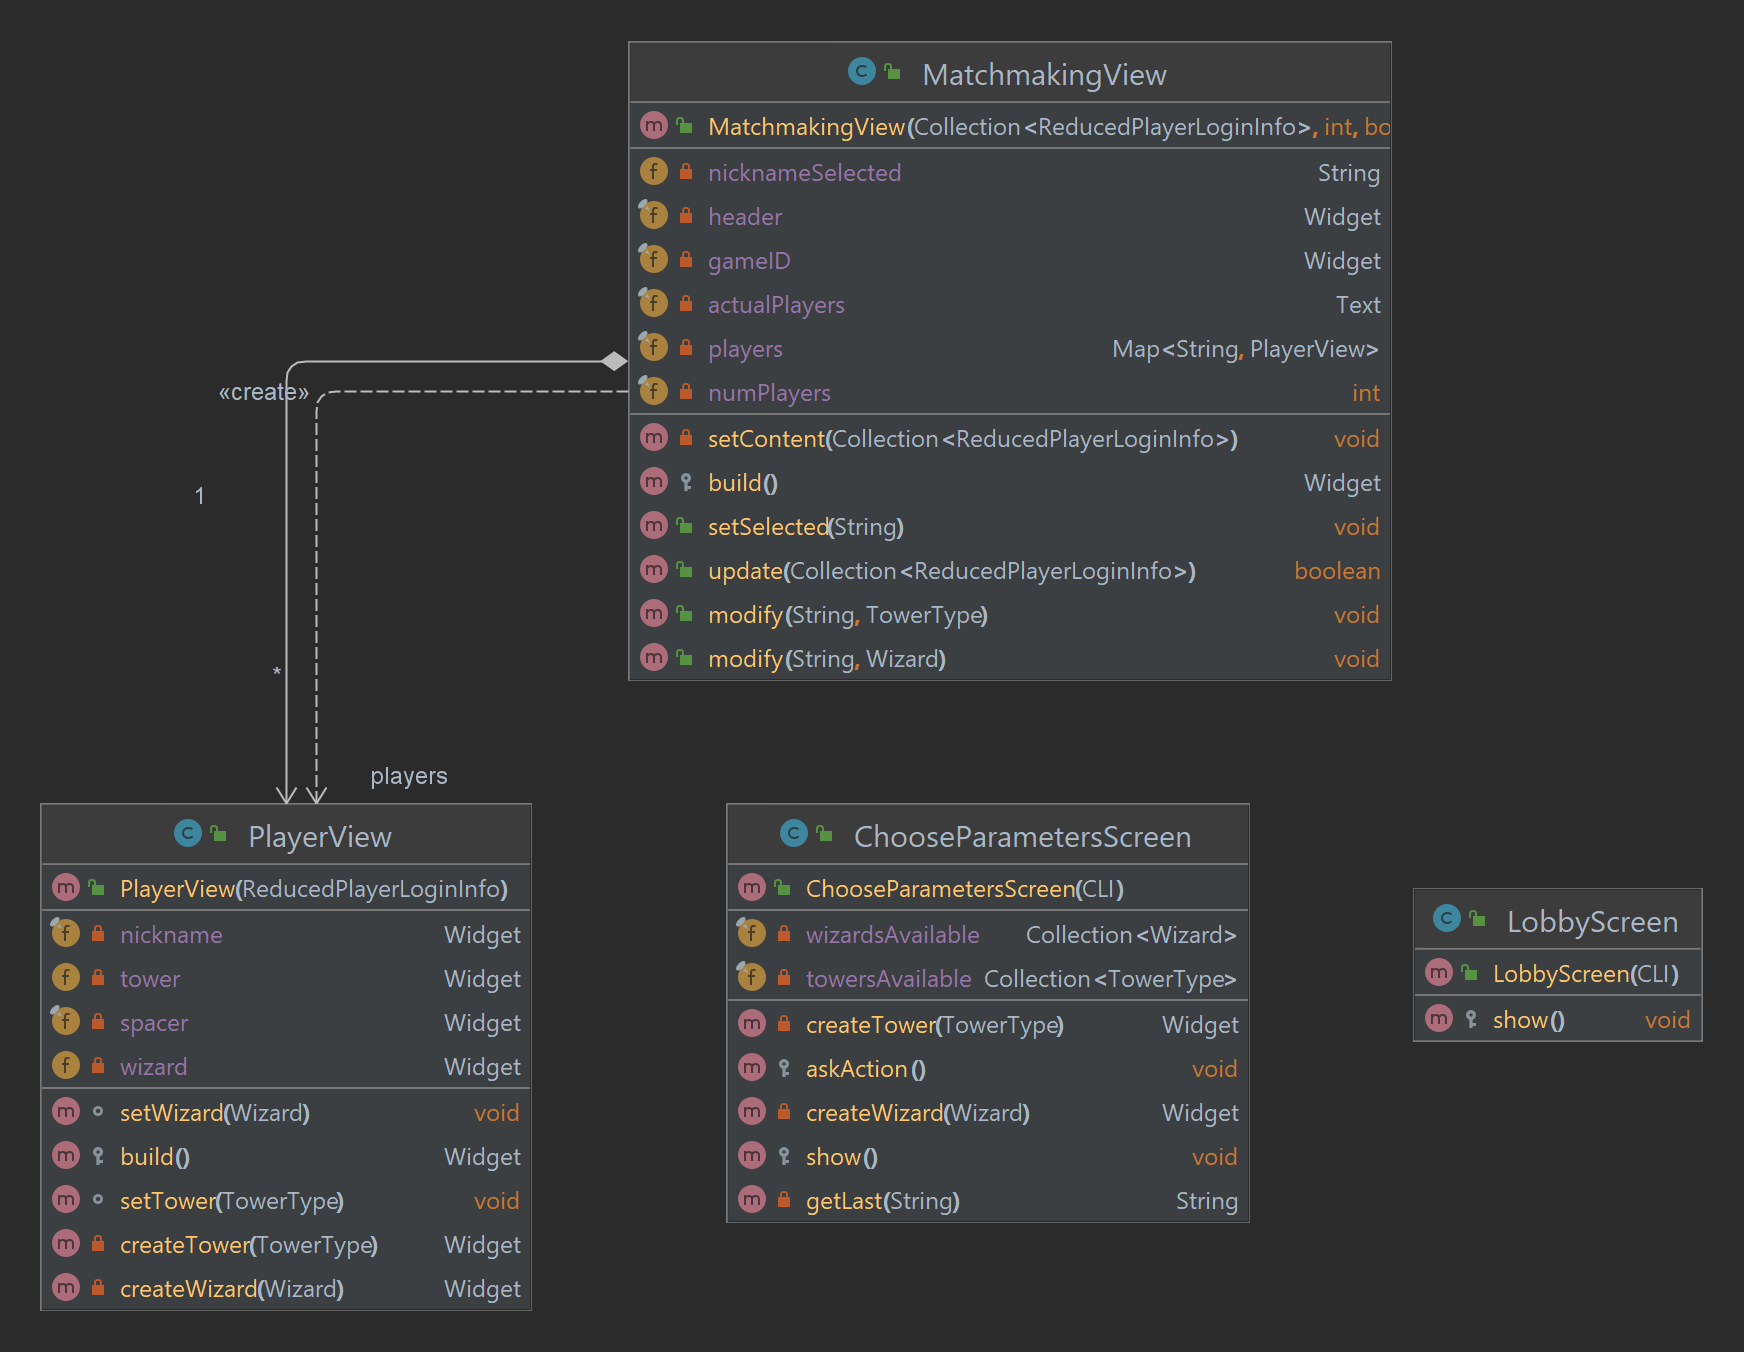 MatchmakingView
MatchmakingView(Collection<ReducedPlayerLoginInfo>, int, bo
nicknameSelected String
header Widget
gameID Widget
actualPlayers Text
players Map<String, PlayerView>
numPlayers int
setContent(Collection<ReducedPlayerLoginInfo>) void
build() Widget
setSelected(String) void
update(Collection<ReducedPlayerLoginInfo>) boolean
modify(String, TowerType) void
modify(String, Wizard) void
«create»
1
*
players
PlayerView
PlayerView(ReducedPlayerLoginInfo)
nickname Widget
tower Widget
spacer Widget
wizard Widget
setWizard(Wizard) void
build() Widget
setTower(TowerType) void
createTower(TowerType) Widget
createWizard(Wizard) Widget
ChooseParametersScreen
ChooseParametersScreen(CLI)
wizardsAvailable Collection<Wizard>
towersAvailable Collection<TowerType>
createTower(TowerType) Widget
askAction() void
createWizard(Wizard) Widget
show() void
getLast(String) String
LobbyScreen
LobbyScreen(CLI)
show() void